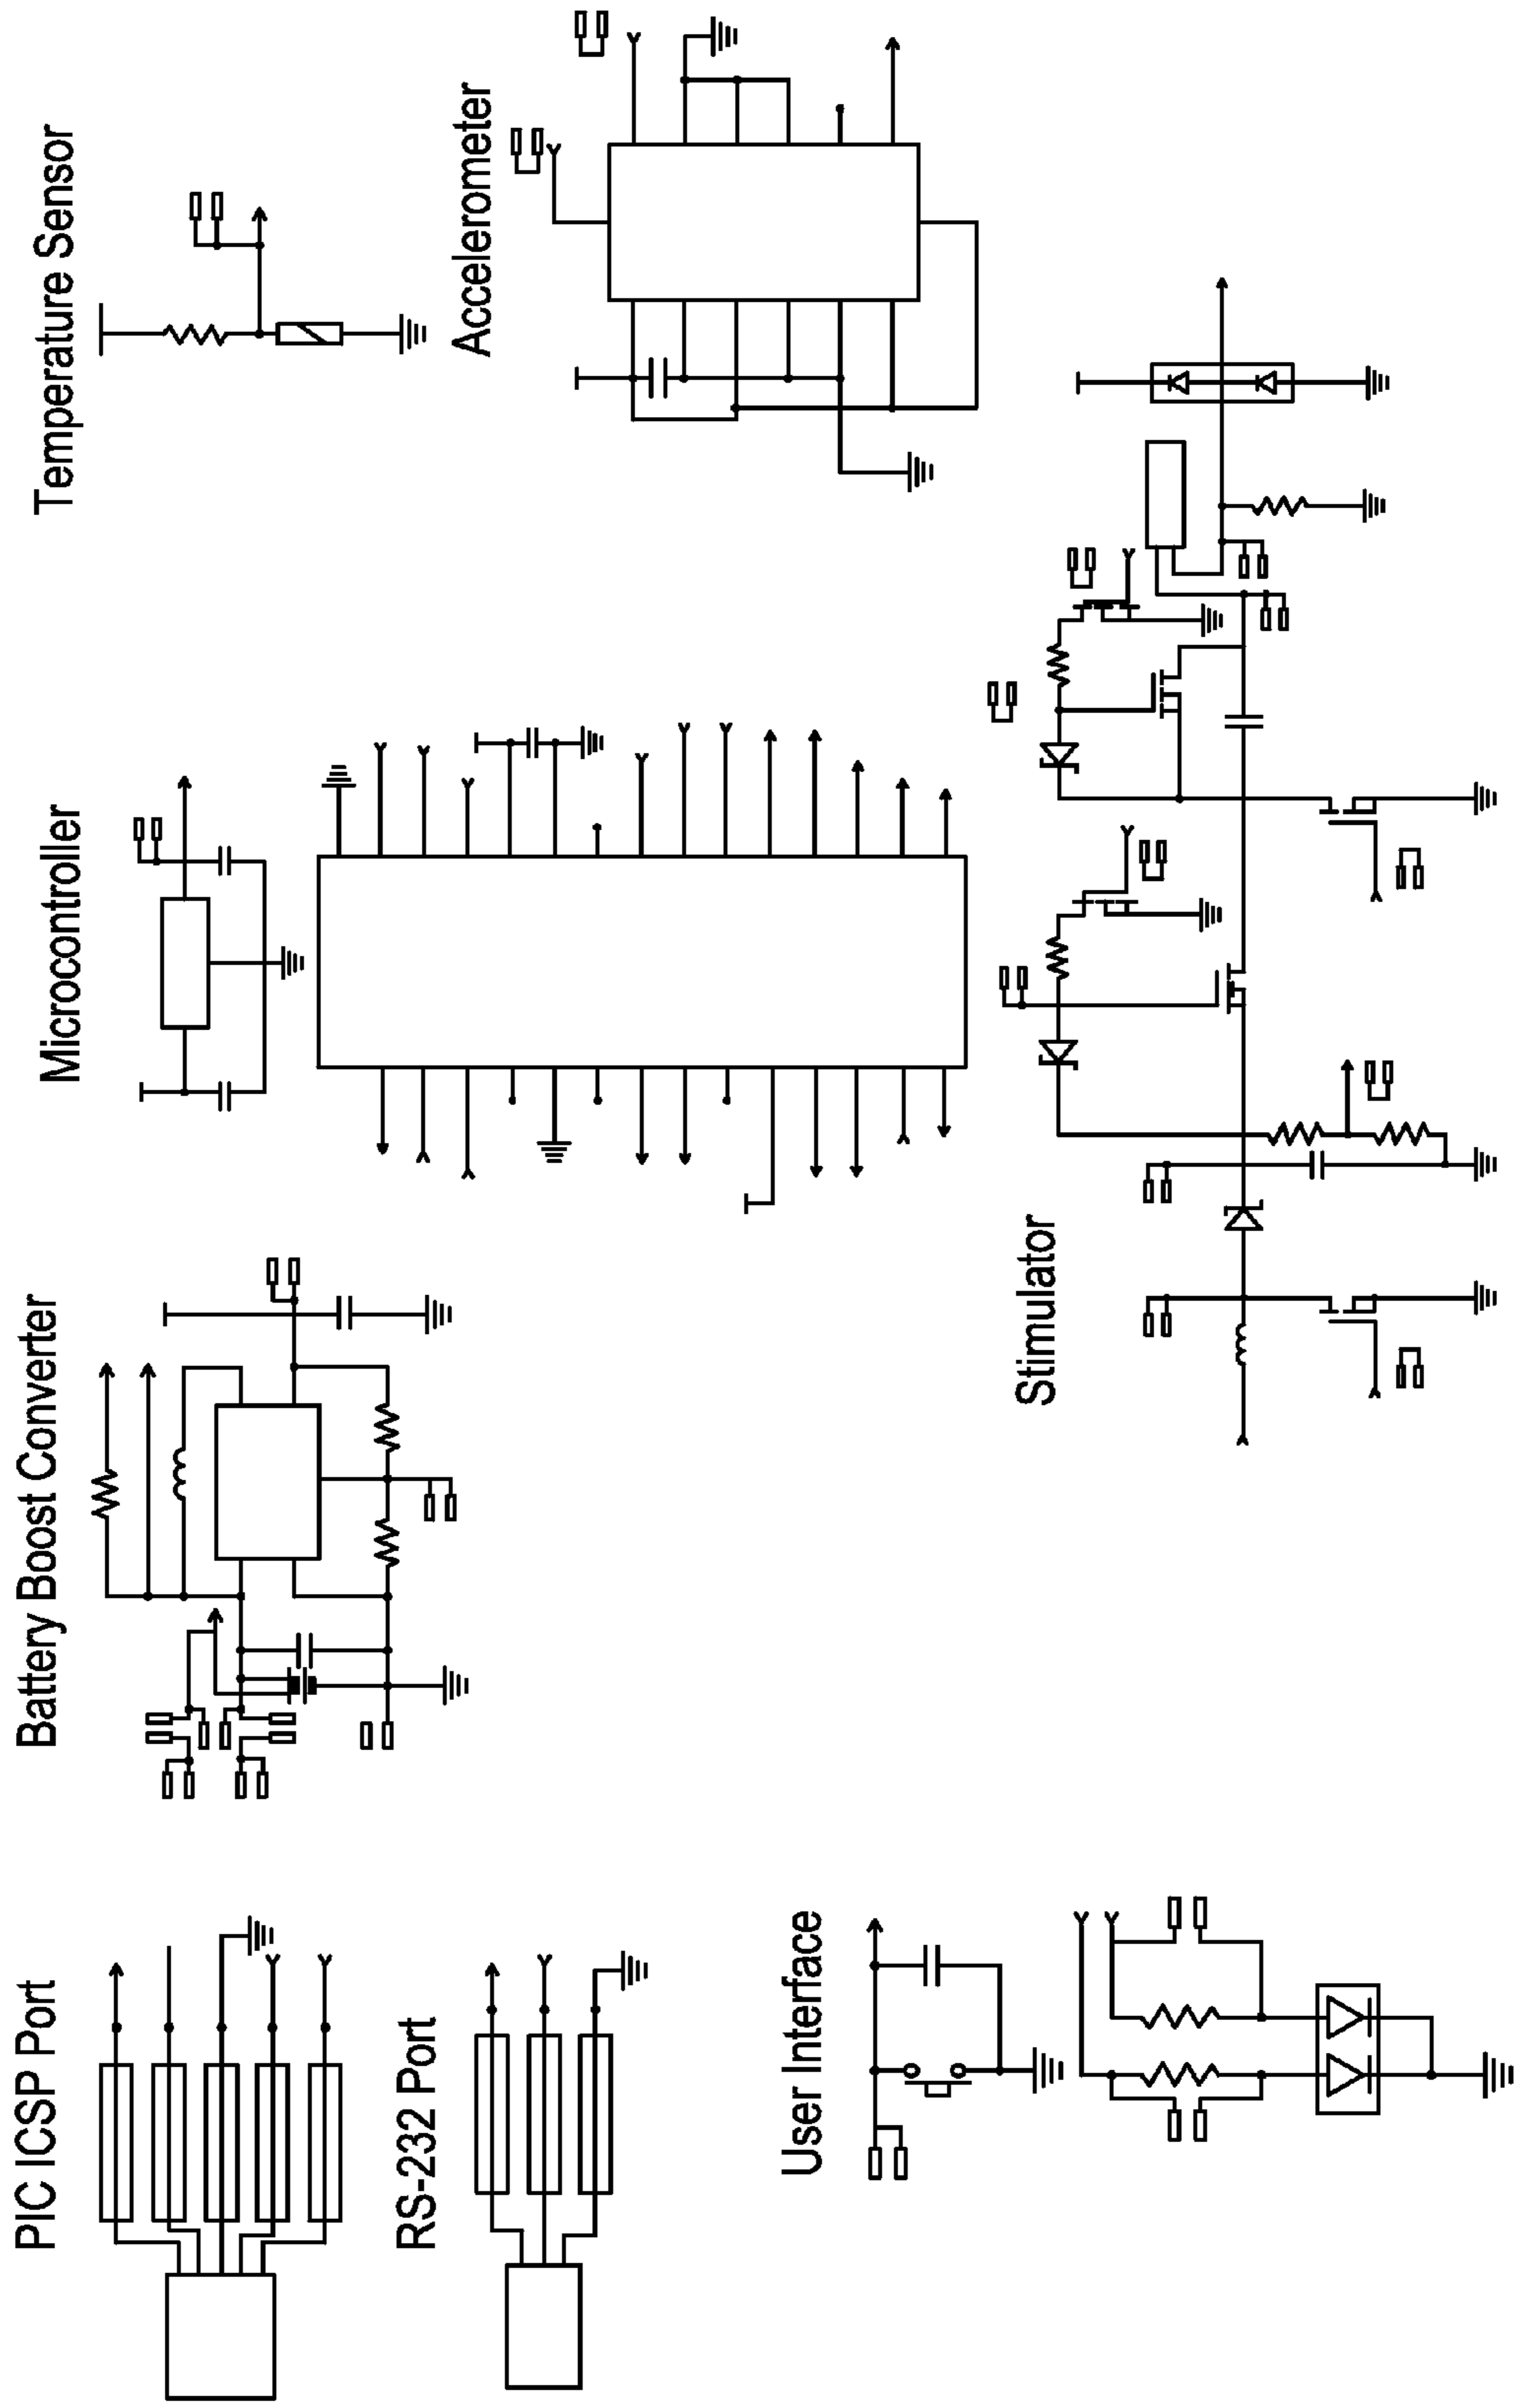 PIC ICSP Port
Battery Boost Converter
Microcontroller
Temperature Sensor
RS-232 Port
Accelerometer
User Interface
Stimulator